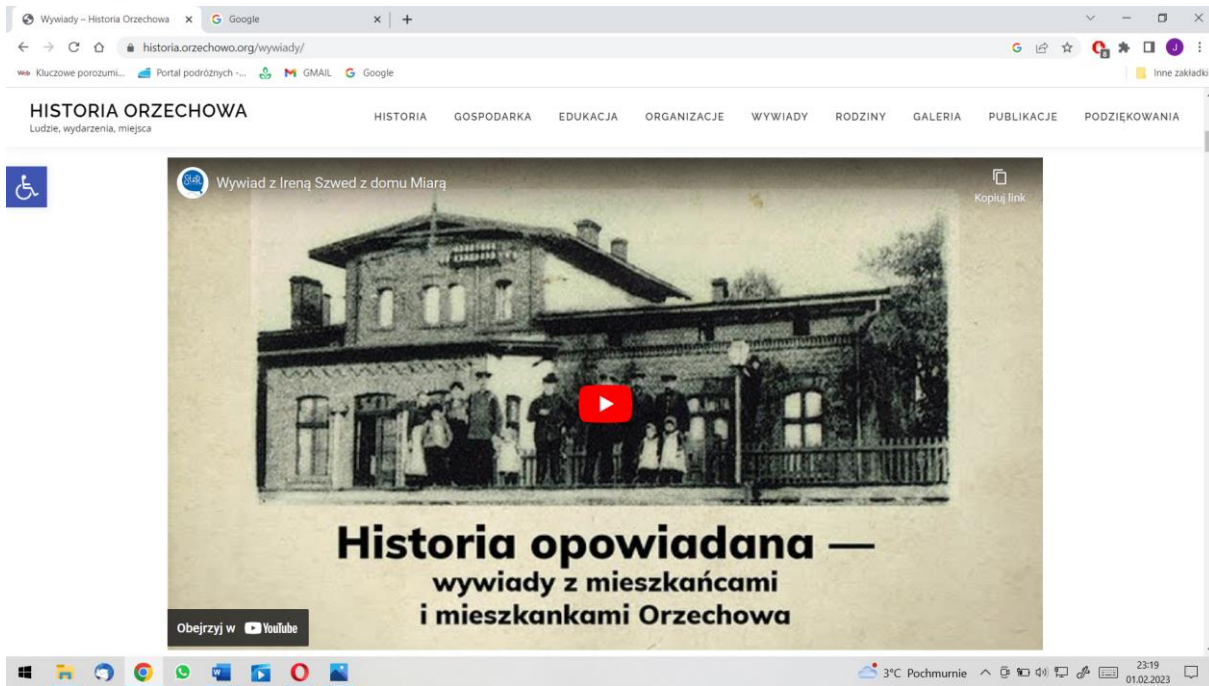 Wywiady – Historia Orzechowa
Google
historia.orzechowo.org/wywiady/
Kluczowe porozumi...
Portal podróżnych -...
GMAIL
Google
Inne zakładki
HISTORIA ORZECHOWA
Ludzie, wydarzenia, miejsca
HISTORIA GOSPODARKA EDUKACJA ORGANIZACJE WYWIADY RODZINY GALERIA PUBLIKACJE PODZIĘKOWANIA
Wywiad z Ireną Szwed z domu Miarą
Kopiuj link
Historia opowiadana —
wywiady z mieszkańcami
i mieszkankami Orzechowa
Obejrzyj w YouTube
3°C Pochmurnie
23:19
01.02.2023